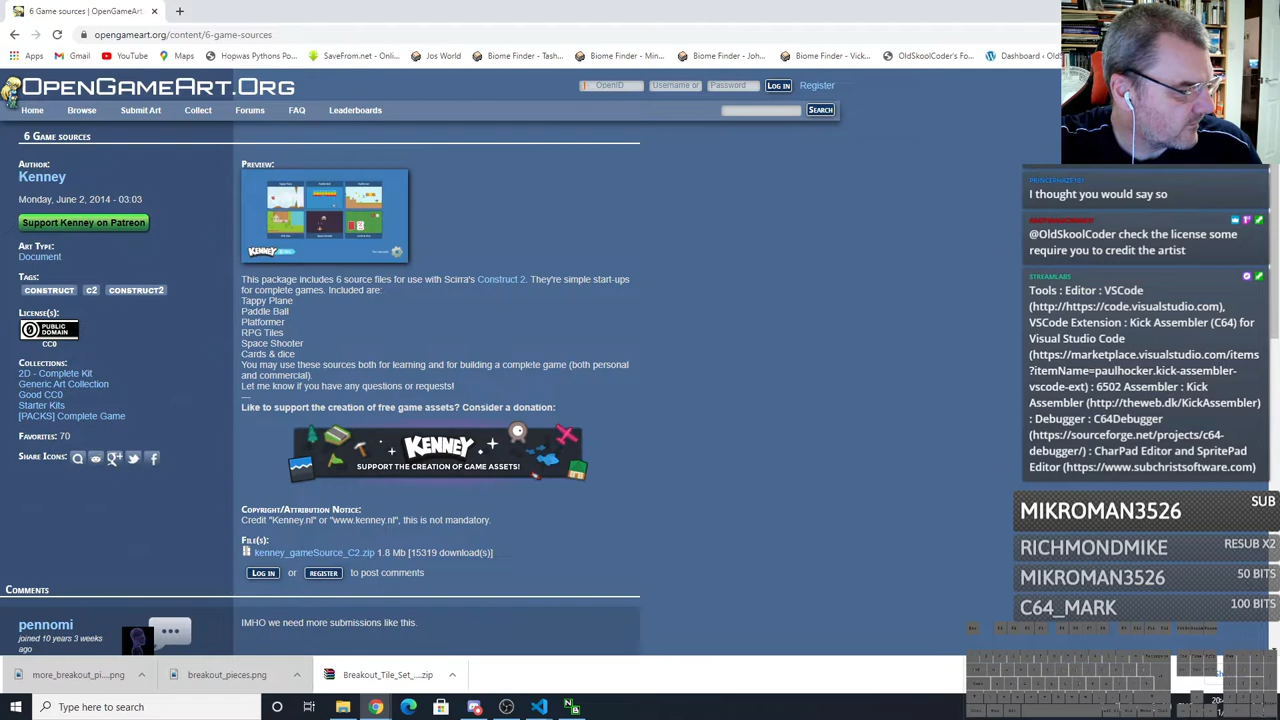 6 Game sources | OpenGameArt.
opengameart.org/content/6-game-sources
Apps
Gmail
YouTube
Maps
Hopwas Pythons Po...
SaveFrom.net - Onli...
Jos World
Biome Finder - Tash...
Biome Finder - Min...
Biome Finder - Joh...
Biome Finder - Vick...
OldSkoolCoder's Fo...
OpenGameArt.Org
OpenID
Username or
Password
Log in
Register
Home
Browse
Submit Art
Collect
Forums
FAQ
Leaderboards
Search
6 Game sources
Author:
Kenney
Monday, June 2, 2014 - 03:03
Support Kenney on Patreon
Art Type:
Document
Tags:
construct
c2
construct2
License(s):
PUBLIC
DOMAIN
CC0
Collections:
2D - Complete Kit
Generic Art Collection
Good CC0
Starter Kits
[PACKS] Complete Game
Favorites: 70
Share Icons:
Preview:
KENNEY
This package includes 6 source files for use with Scirra's Construct 2. They're simple start-ups
for complete games. Included are:
Tappy Plane
Paddle Ball
Platformer
RPG Tiles
Space Shooter
Cards & dice
You may use these sources both for learning and for building a complete game (both personal
and commercial).
Let me know if you have any questions or requests!
—
Like to support the creation of free game assets? Consider a donation:
KENNEY
SUPPORT THE CREATION OF GAME ASSETS!
Copyright/Attribution Notice:
Credit "Kenney.nl" or "www.kenney.nl", this is not mandatory.
File(s):
kenney_gameSource_C2.zip 1.8 Mb [15319 download(s)]
Log in or register to post comments
Comments
pennomi
joined 10 years 3 weeks
ago
IMHO we need more submissions like this.
I thought you would say so
@OldSkoolCoder check the license some
require you to credit the artist
STREAMLABS
Tools : Editor : VSCode
(http://https://code.visualstudio.com),
VSCode Extension : Kick Assembler (C64) for
Visual Studio Code
(https://marketplace.visualstudio.com/items
?itemName=paulhocker.kick-assembler-
vscode-ext) : 6502 Assembler : Kick
Assembler (http://theweb.dk/KickAssembler)
: Debugger : C64Debugger
(https://sourceforge.net/projects/c64-
debugger/) : CharPad Editor and SpritePad
Editor (https://www.subchristsoftware.com)
MIKROMAN3526 SUB
RICHMONDMIKE RESUB X2
MIKROMAN3526 50 BITS
C64_MARK 100 BITS
more_breakout_pi....png
breakout_pieces.png
Breakout_Tile_Set_....zip
Type here to search